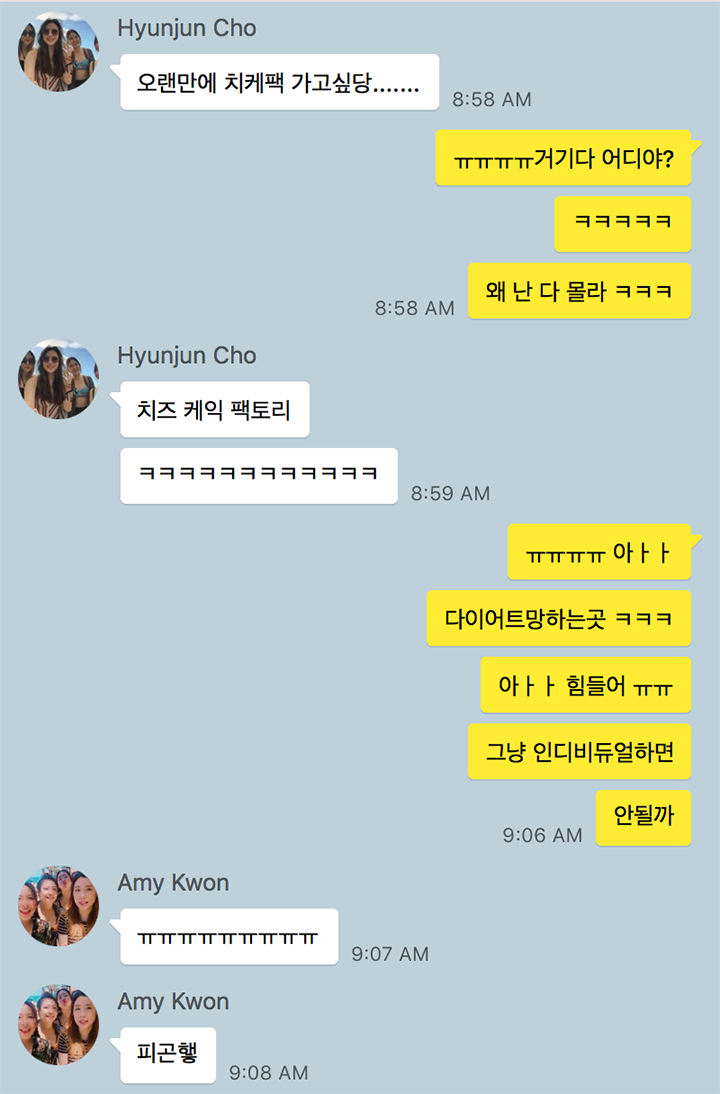 Hyunjun Cho
오랜만에 치케팩 가고싶당.......
8:58 AM
ㅠㅠㅠㅠ거기다 어디야?
ㅋㅋㅋㅋㅋ
왜 난 다 몰라 ㅋㅋㅋ
8:58 AM
Hyunjun Cho
치즈 케익 팩토리
ㅋㅋㅋㅋㅋㅋㅋㅋㅋㅋㅋㅋ
8:59 AM
ㅠㅠㅠㅠ 아ㅏㅏ
다이어트망하는곳 ㅋㅋㅋ
아ㅏㅏ 힘들어 ㅠㅠ
그냥 인디비듀얼하면
안될까
9:06 AM
Amy Kwon
ㅠㅠㅠㅠㅠㅠㅠㅠㅠ
9:07 AM
Amy Kwon
피곤햏
9:08 AM